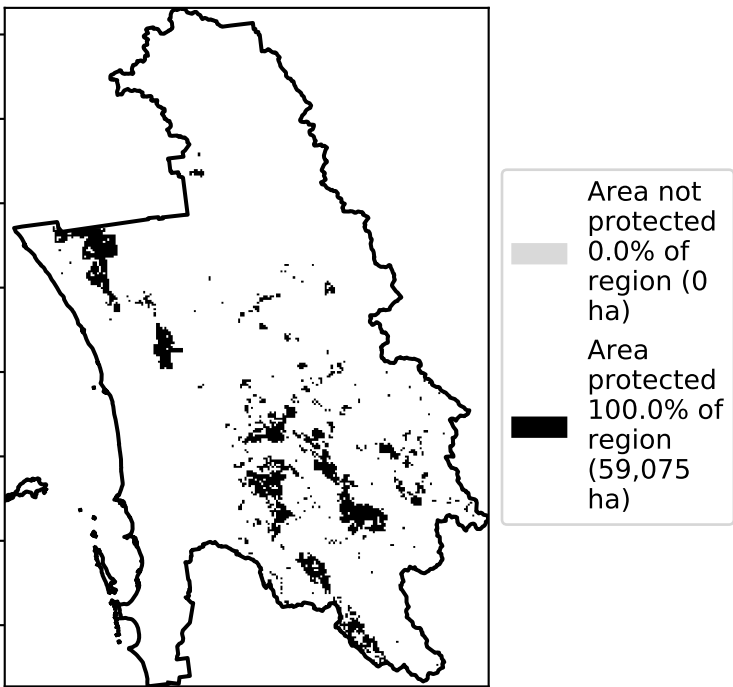 Area not
protected
0.0% of
region (0
ha)
Area
protected
100.0% of
region
(59,075
ha)